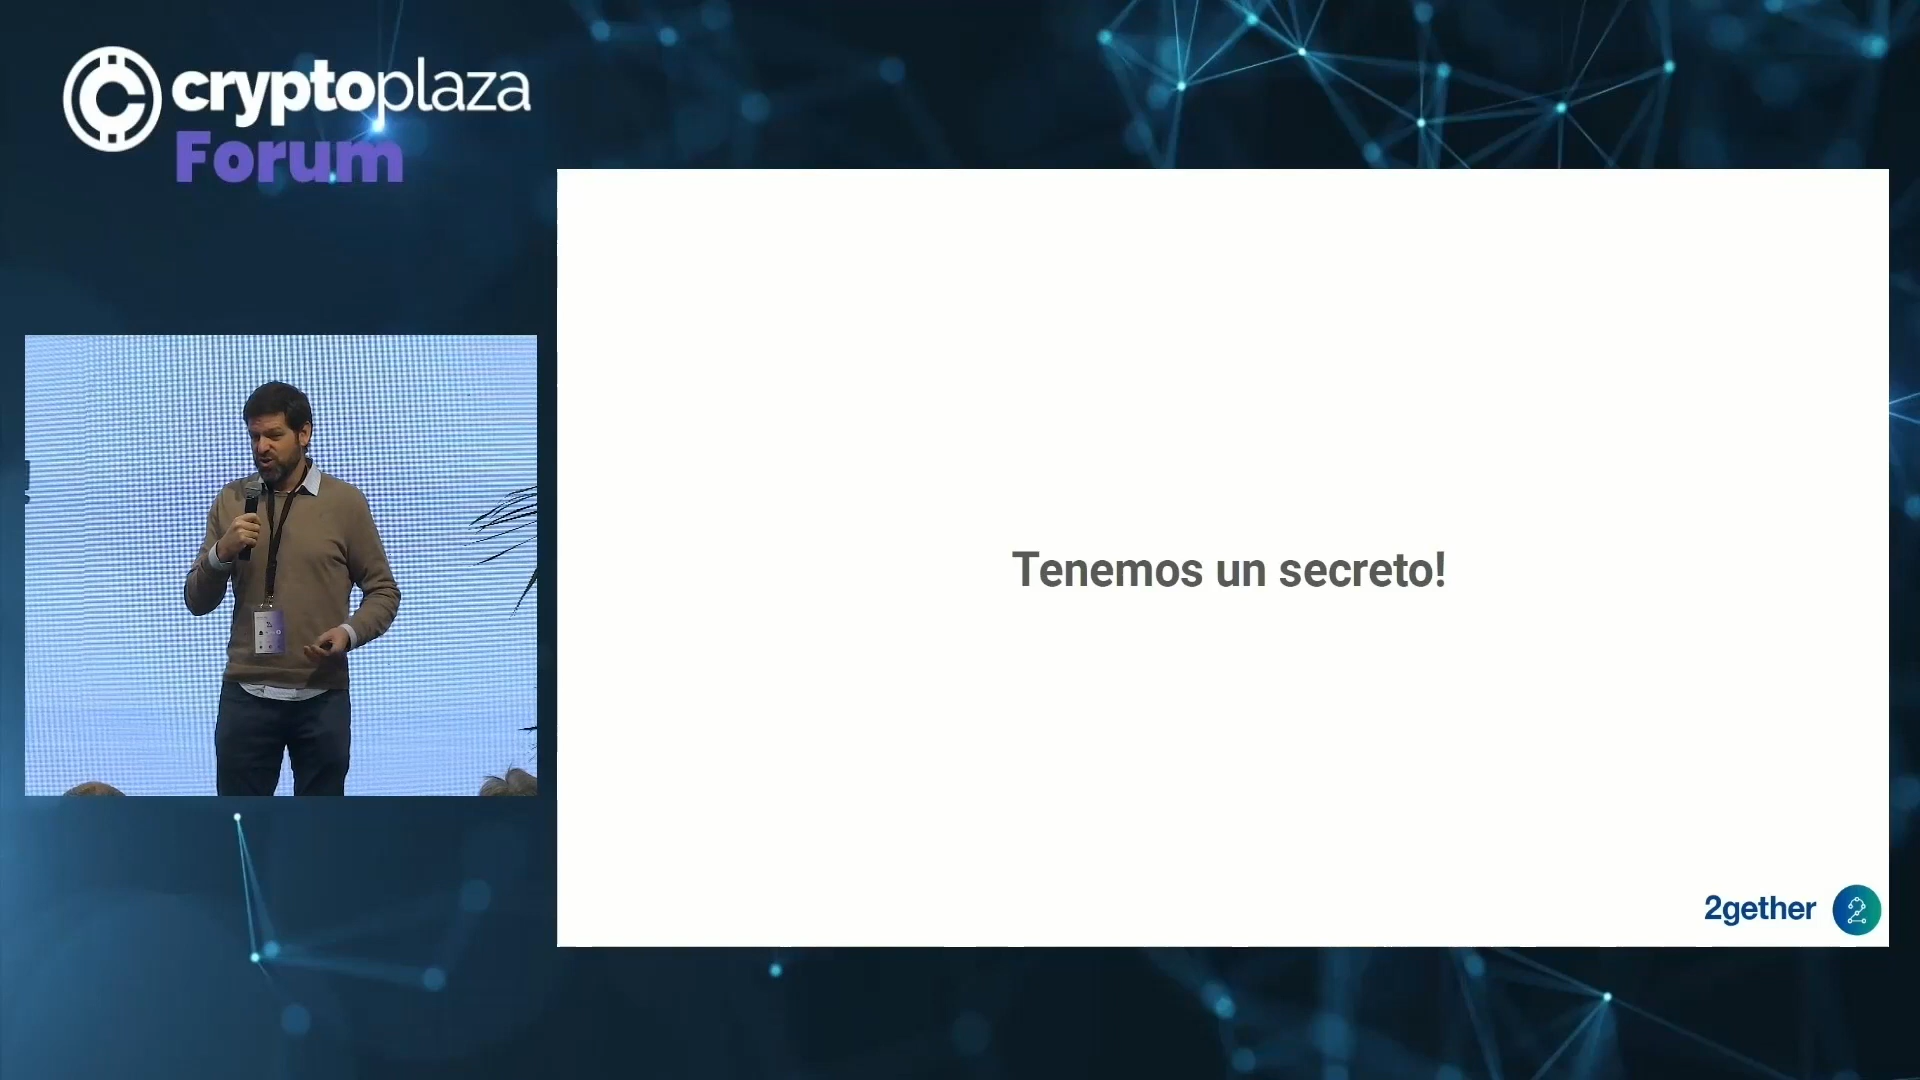 cryptoplaza
Forum
Tenemos un secreto!
2gether